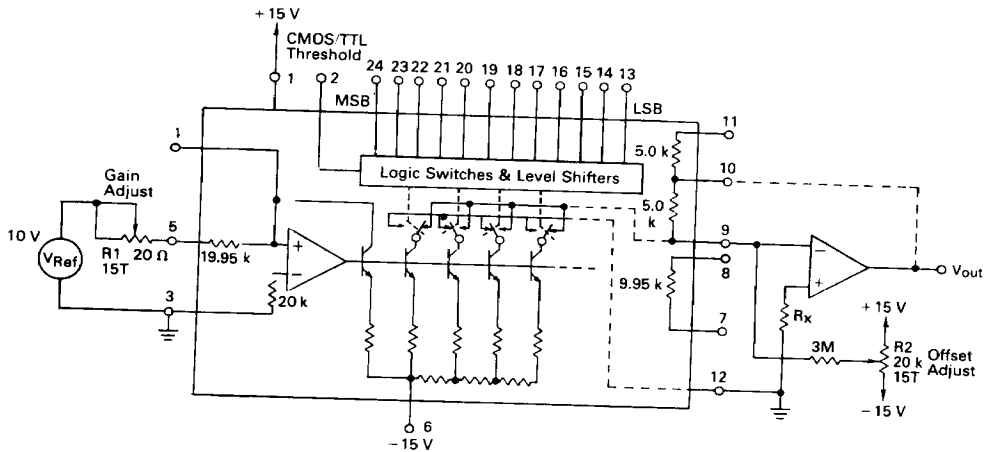 +15 V
CMOS/TTL
Threshold
1
2
24
23
22
21
20
19
18
17
16
15
14
13
MSB
LSB
11
1
5.0 k
10
Logic Switches & Level Shifters
Gain
Adjust
5
5.0
k
9
10 V
VRef
R1
15T
20 Ω
19.95 k
+
−
8
9.95 k
−
+
Vout
3
20 k
7
Rx
+15 V
3M
R2
20 k
15T
Offset
Adjust
12
6
−15 V
−15 V